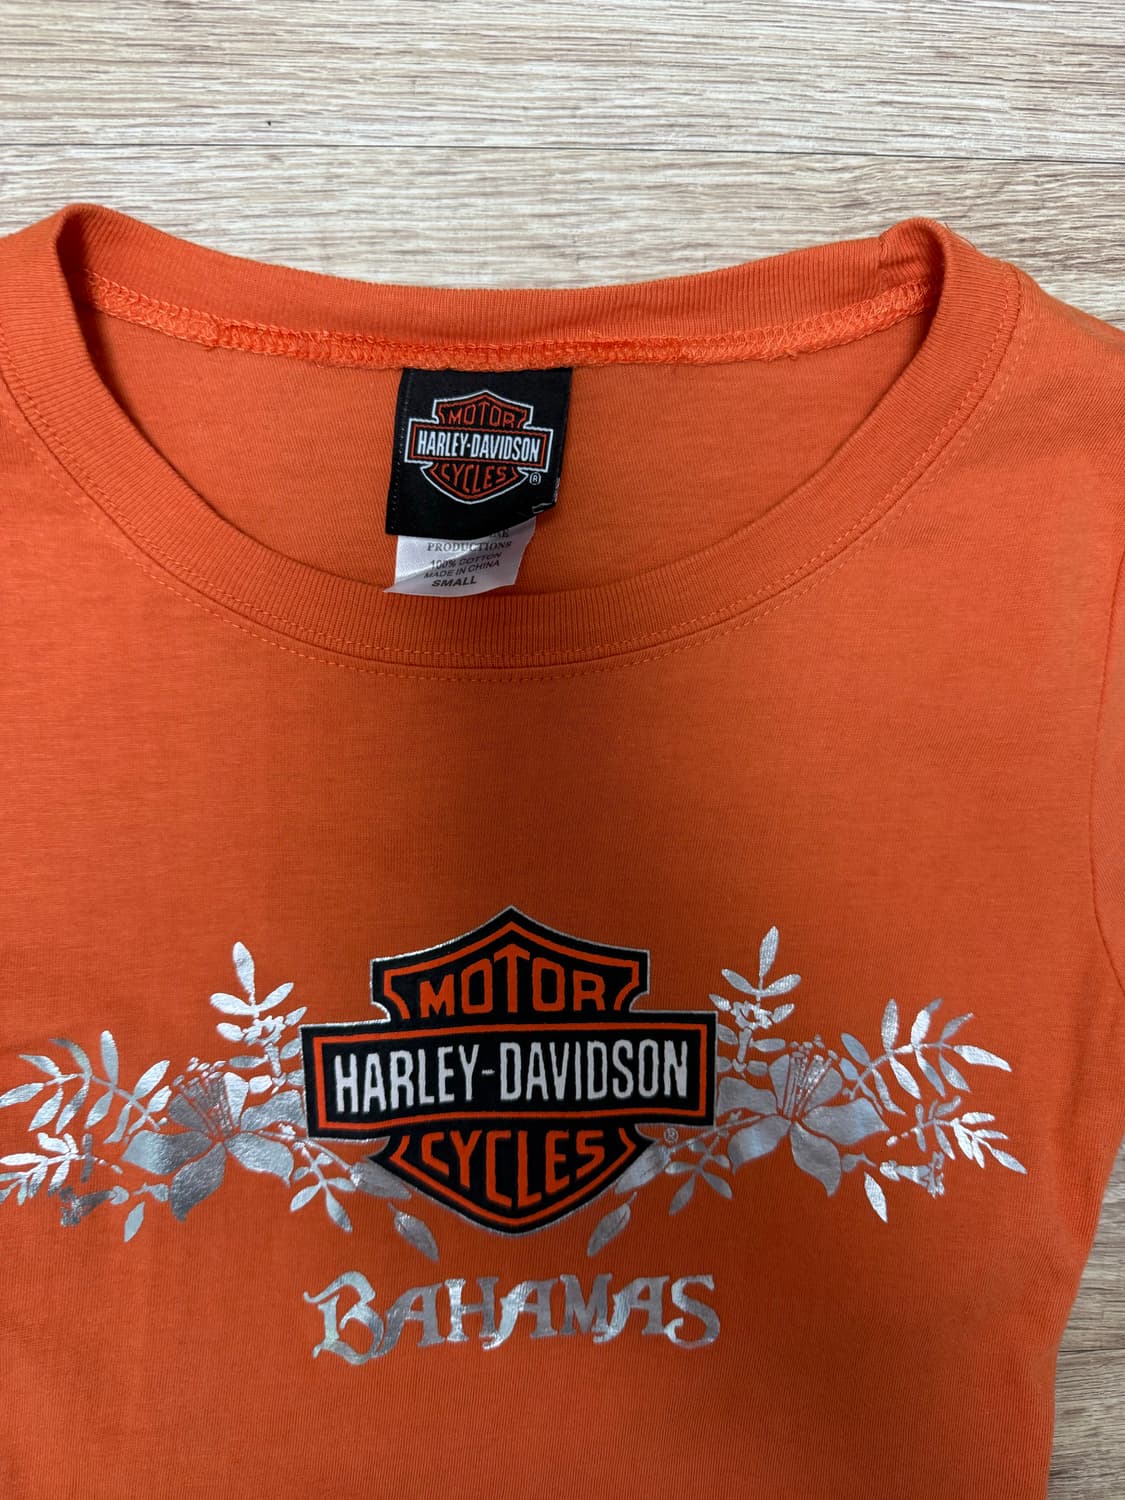 MOTOR
HARLEY-DAVIDSON
CYCLES
®
PRODUCTIONS
100% COTTON
MADE IN CHINA
SMALL
MOTOR
HARLEY-DAVIDSON
CYCLES
®
BAHAMAS